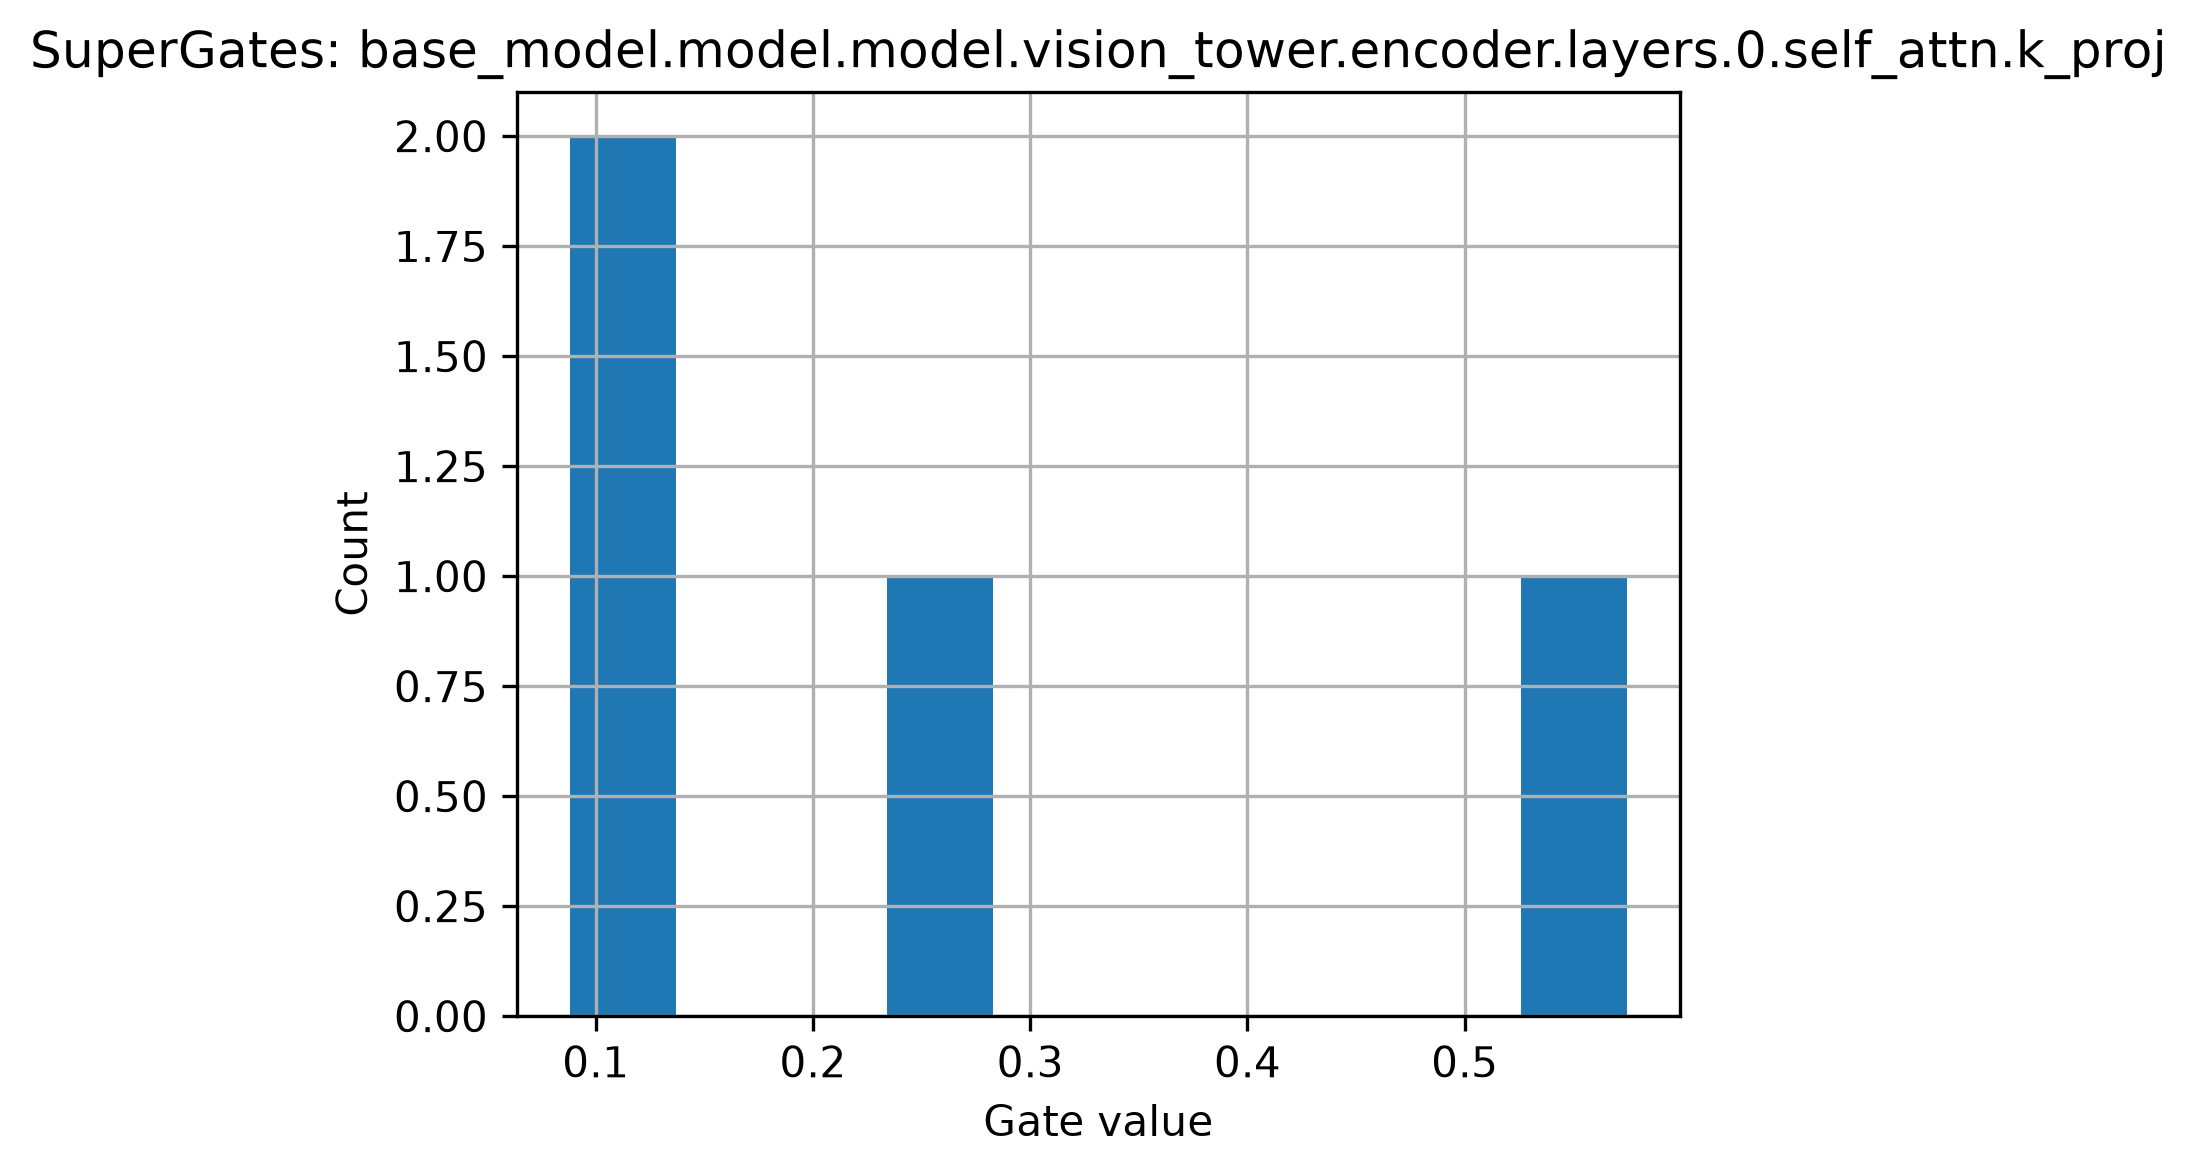 SuperGates: base_model.model.model.vision_tower.encoder.layers.0.self_attn.k_proj
2.00
1.75
1.50
1.25
1.00
0.75
0.50
0.25
0.00
Count
0.1 0.2 0.3 0.4 0.5
Gate value